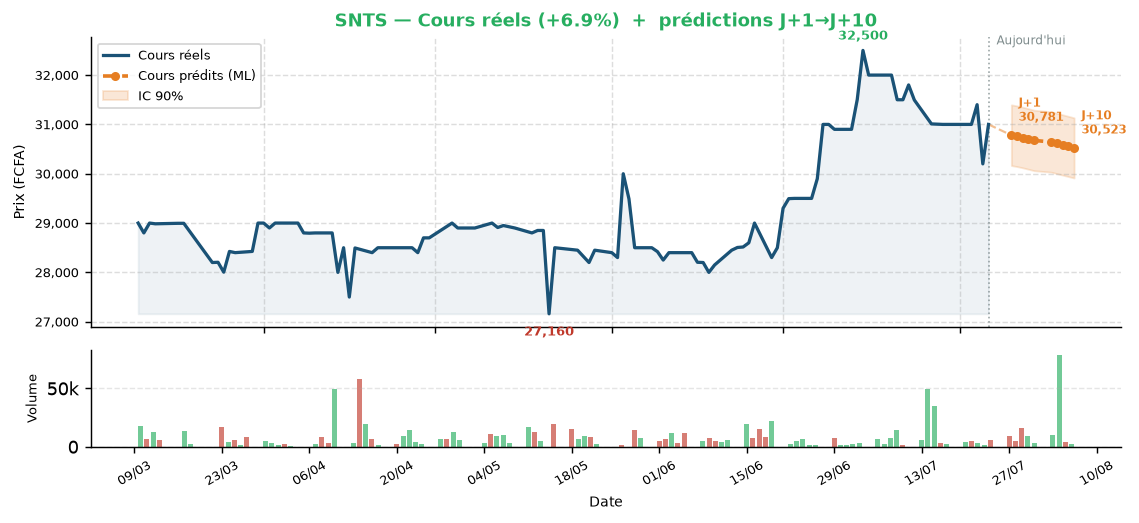 SNTS — Cours réels (+6.9%)  +  prédictions J+1→J+10
32,500
Aujourd'hui
Cours réels
Cours prédits (ML)
IC 90%
J+1
30,781
J+10
30,523
Prix (FCFA)
32,000
31,000
30,000
29,000
28,000
27,000
27,160
Volume
50k
0
09/03
23/03
06/04
20/04
04/05
18/05
01/06
15/06
29/06
13/07
27/07
10/08
Date